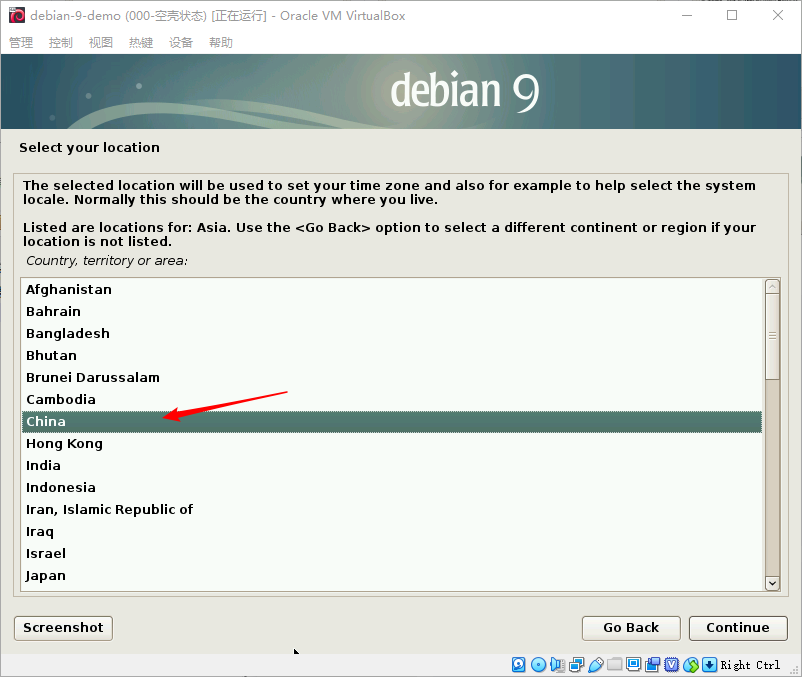 debian-9-demo (000-空壳状态) [正在运行] - Oracle VM VirtualBox
管理 控制 视图 热键 设备 帮助
debian 9
Select your location
The selected location will be used to set your time zone and also for example to help select the system
locale. Normally this should be the country where you live.
Listed are locations for: Asia. Use the <Go Back> option to select a different continent or region if your
location is not listed.
Country, territory or area:
Afghanistan
Bahrain
Bangladesh
Bhutan
Brunei Darussalam
Cambodia
China
Hong Kong
India
Indonesia
Iran, Islamic Republic of
Iraq
Israel
Japan
Screenshot Go Back Continue
Right Ctrl